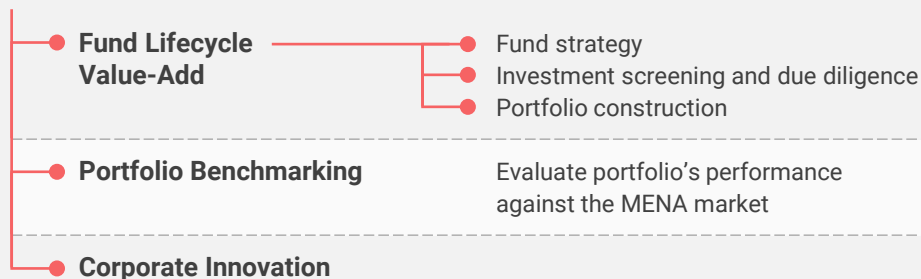 Fund Lifecycle
Value-Add
Fund strategy
Investment screening and due diligence
Portfolio construction
Portfolio Benchmarking
Evaluate portfolio’s performance
against the MENA market
Corporate Innovation